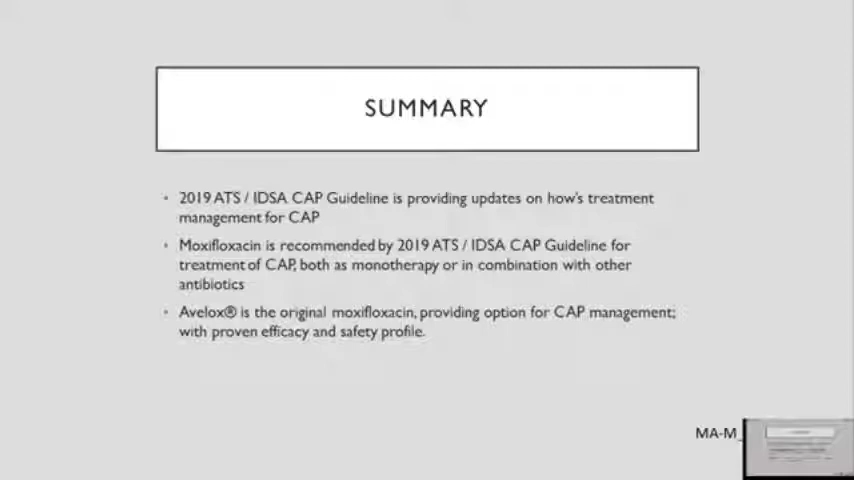 SUMMARY
• 2019 ATS / IDSA CAP Guideline is providing updates on how's treatment
management for CAP
• Moxifloxacin is recommended by 2019 ATS / IDSA CAP Guideline for
treatment of CAP, both as monotherapy or in combination with other
antibiotics
• Avelox® is the original moxifloxacin, providing option for CAP management;
with proven efficacy and safety profile.
MA-M_